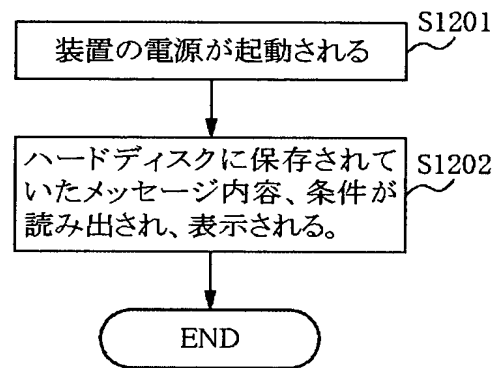 S1201
装置の電源が起動される
S1202
ハードディスクに保存されて
いたメッセージ内容、条件が
読み出され、表示される。
END